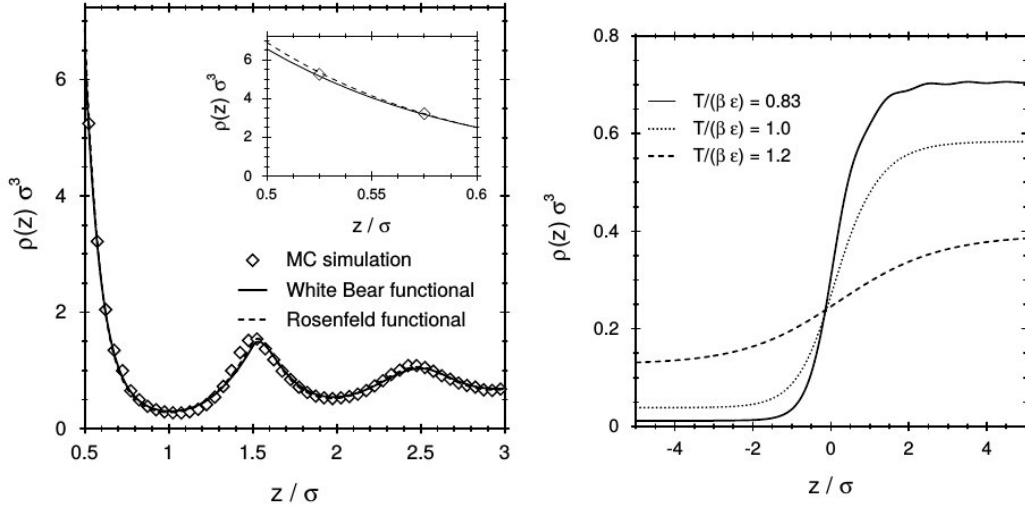 ρ(z) σ³
6
4
2
0
0.5 1 1.5 2 2.5 3
z / σ
ρ(z) σ³
6
4
2
0
0.5 0.55 0.6
z / σ
MC simulation
White Bear functional
Rosenfeld functional
ρ(z) σ³
0.8
0.6
0.4
0.2
0
-4 -2 0 2 4
z / σ
T/(β ε) = 0.83
T/(β ε) = 1.0
T/(β ε) = 1.2